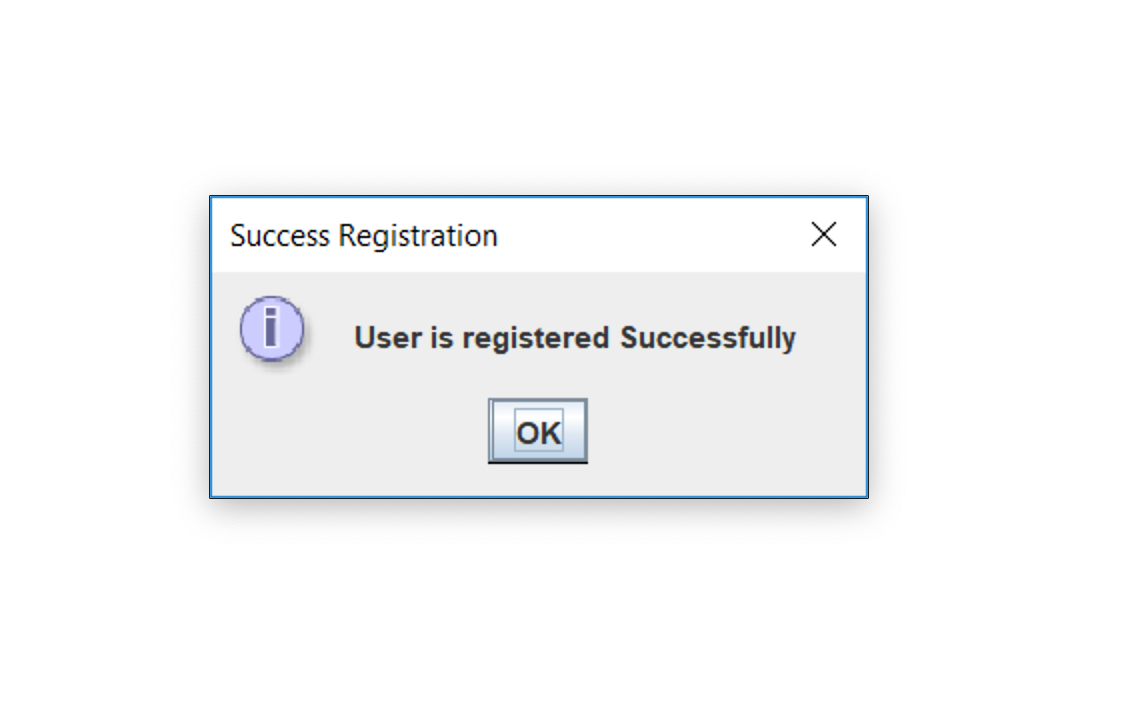 Success Registration
User is registered Successfully
OK